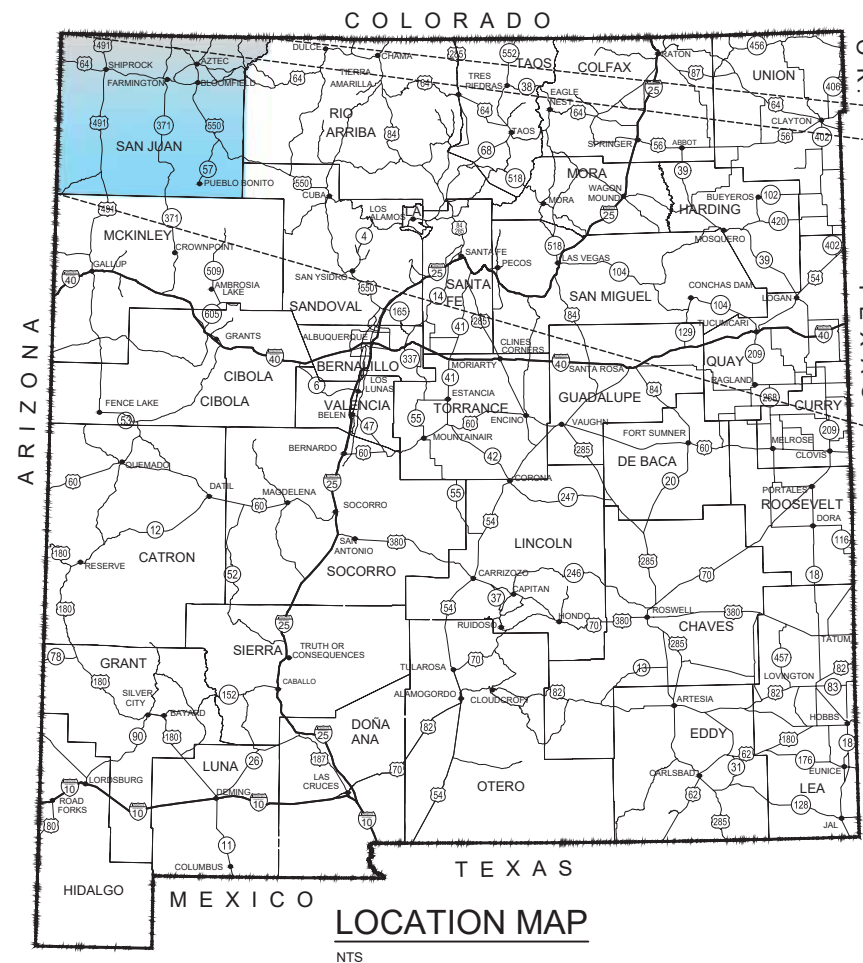 COLORADO
491
64
SHIPROCK
AZTEC
FARMINGTON
BLOOMFIELD
491
371
550
SAN JUAN
57
PUEBLO BONITO
DULCE
CHAMA
285
552
TAOS
COLFAX
RATON
456
87
UNION
64
TIERRA
AMARILLA
64
TRES
PIEDRAS
38
EAGLE
NEST
64
25
64
406
CLAYTON
402
56
RIO
ARRIBA
84
64
TAOS
68
518
SPRINGER
56
ABBOT
39
MORA
WAGON
MOUND
25
HARDING
BUEYEROS
102
420
MOSQUERO
550
CUBA
LOS
ALAMOS
LA
MORA
491
MCKINLEY
371
CROWNPOINT
509
AMBROSIA
LAKE
605
GALLUP
40
4
SAN YSIDRO
550
SANDOVAL
84
285
SANTA FE
25
14
SANTA
FE
PECOS
518
LAS VEGAS
104
SAN MIGUEL
CONCHAS DAM
104
129
TUCUMCARI
39
402
54
LOGAN
40
ARIZONA
GRANTS
40
165
ALBUQUERQUE
BERNALILLO
337
41
285
CLINES
CORNERS
MORIARTY
84
40
SANTA ROSA
QUAY
209
RAGLAND
268
CURRY
209
CIBOLA
CIBOLA
FENCE LAKE
6
LOS
LUNAS
VALENCIA
BELEN
47
41
ESTANCIA
TORRANCE
55
60
ENCINO
MOUNTAINAIR
GUADALUPE
84
VAUGHN
FORT SUMNER
60
MELROSE
CLOVIS
QUEMADO
60
DATIL
60
BERNARDO
60
25
42
CORONA
285
DE BACA
20
PORTALES
ROOSEVELT
DORA
116
MAGDELENA
SOCORRO
55
247
12
SAN
ANTONIO
380
54
LINCOLN
285
70
18
180
RESERVE
CATRON
52
SOCORRO
CARRIZOZO
246
37
CAPITAN
180
54
RUIDOSO
HONDO
70
380
ROSWELL
380
CHAVES
TATUM
25
SIERRA
TRUTH OR
CONSEQUENCES
285
78
GRANT
180
TULAROSA
70
13
457
82
LOVINGTON
SILVER
CITY
BAYARD
152
CABALLO
ALAMOGORDO
CLOUDCROFT
82
ARTESIA
82
83
90
180
DOÑA
ANA
82
EDDY
HOBBS
180
62
18
LUNA
26
25
187
LAS
CRUCES
70
OTERO
CARLSBAD
31
176
EUNICE
LEA
62
128
54
285
JAL
LORDSBURG
10
ROAD
FORKS
80
10
DEMING
10
10
11
COLUMBUS
HIDALGO
TEXAS
MEXICO
LOCATION MAP
NTS